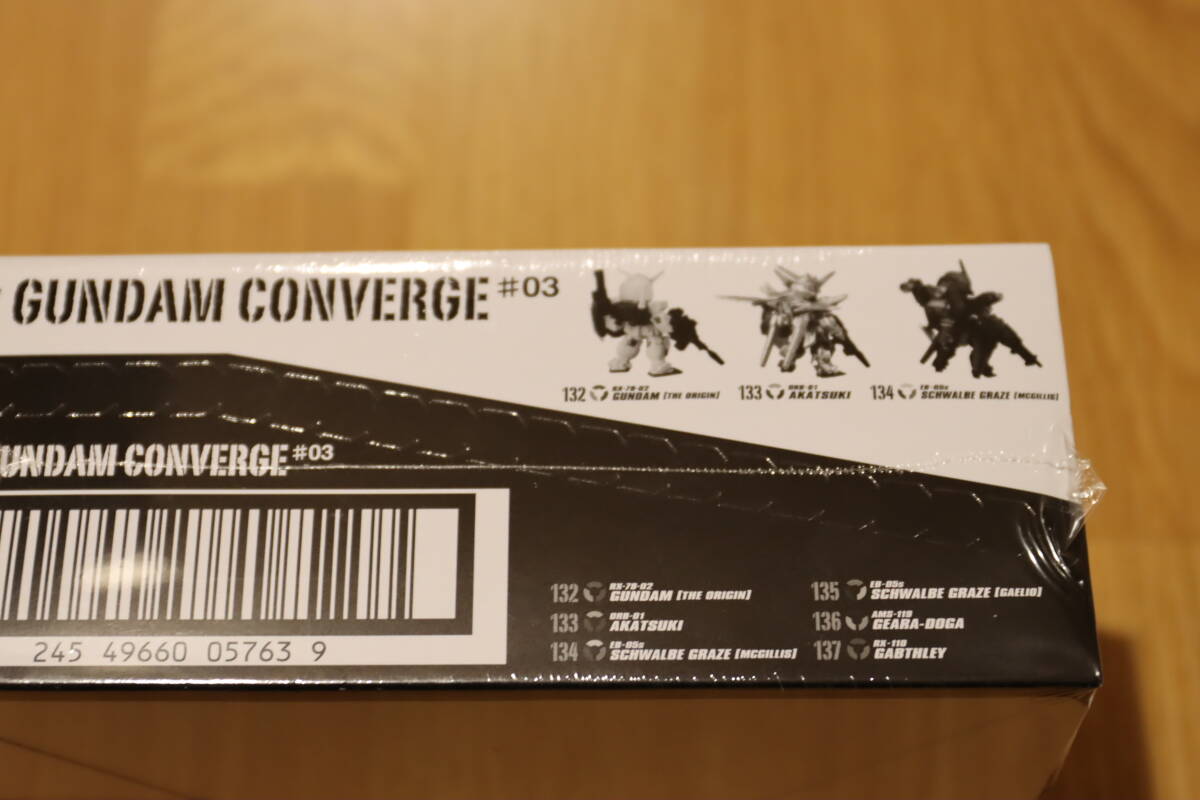 GUNDAM CONVERGE #03
132 RX-78-02 GUNDAM [THE ORIGIN]
133 ORB-01 AKATSUKI
134 EB-05s SCHWALBE GRAZE [MCGILLIS]
UNDAM CONVERGE #03
245 49660 05763 9
132 RX-78-02 GUNDAM [THE ORIGIN]
133 ORB-01 AKATSUKI
134 EB-05s SCHWALBE GRAZE [MCGILLIS]
135 EB-05s SCHWALBE GRAZE [GAELIO]
136 AMS-119 GEARA-DOGA
137 RX-110 GABTHLEY